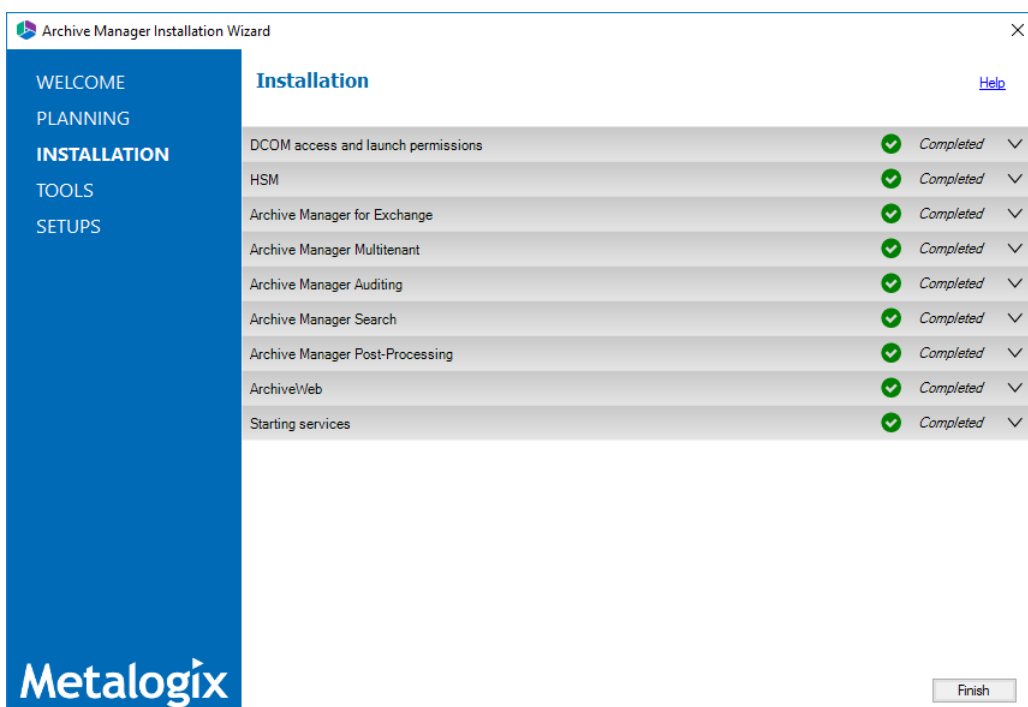 Archive Manager Installation Wizard
WELCOME
PLANNING
INSTALLATION
TOOLS
SETUPS
Metalogix
Installation
Help
DCOM access and launch permissions Completed
HSM Completed
Archive Manager for Exchange Completed
Archive Manager Multitenant Completed
Archive Manager Auditing Completed
Archive Manager Search Completed
Archive Manager Post-Processing Completed
ArchiveWeb Completed
Starting services Completed
Finish